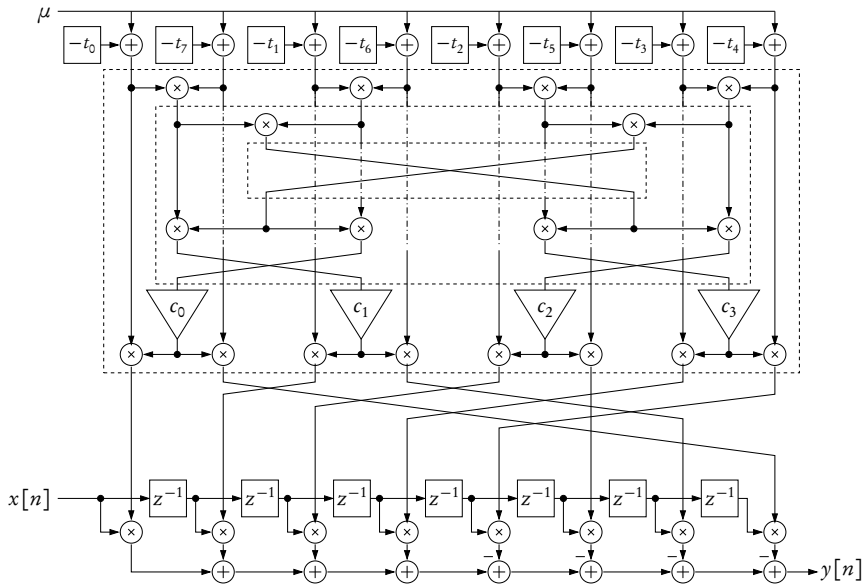 μ
−t₀ −t₇ −t₁ −t₆ −t₂ −t₅ −t₃ −t₄
+ + + + + + + +
× × × ×
× ×
× × × ×
c₀ c₁ c₂ c₃
× × × × × × × ×
x[n] z⁻¹ z⁻¹ z⁻¹ z⁻¹ z⁻¹ z⁻¹ z⁻¹
× × × × × × × ×
− − − −
+ + + + + + + y[n]